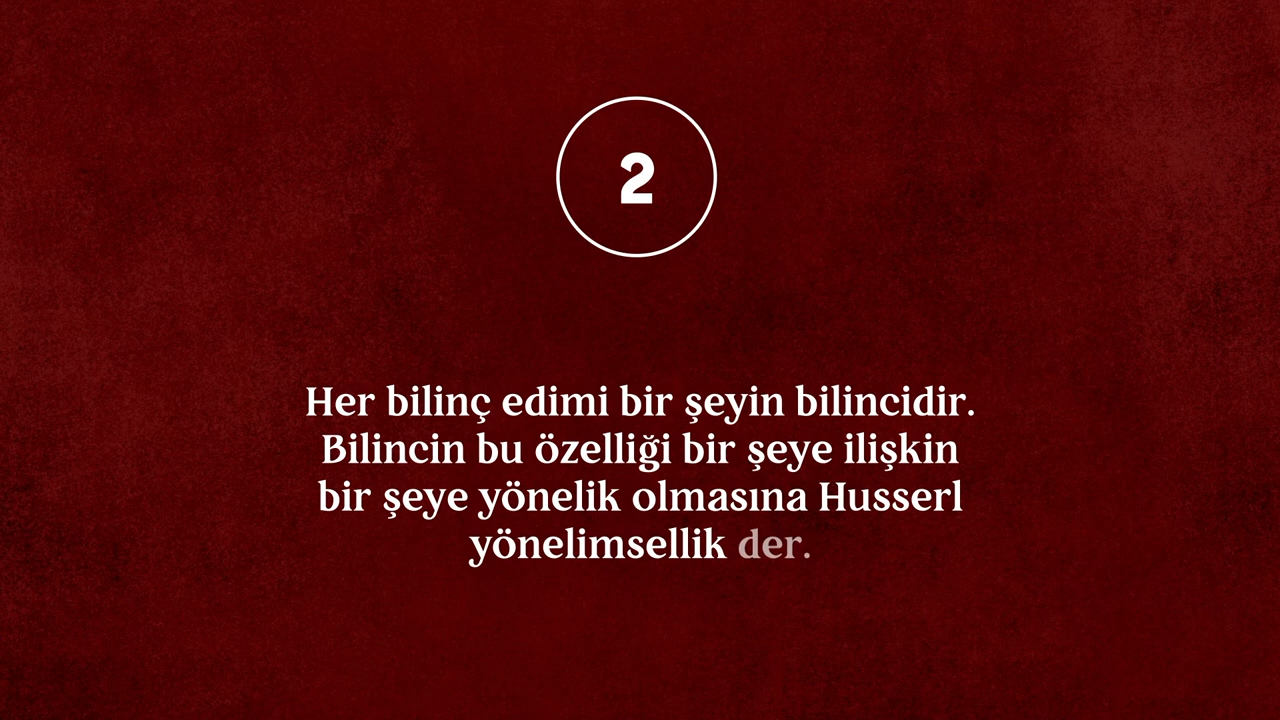 2
Her bilinç edimi bir şeyin bilincidir.
Bilincin bu özelliği bir şeye ilişkin
bir şeye yönelik olmasına Husserl
yönelimsellik der.